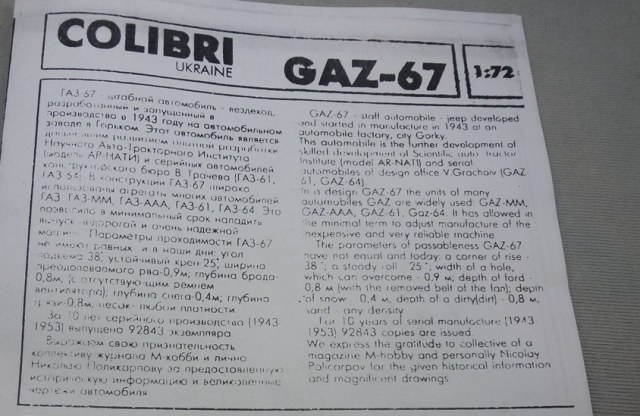 COLIBRI
UKRAINE
GAZ-67
1:72
ГАЗ-67 - штабной автомобиль - вездеход,
разработанный и запущенный в
производство в 1943 году на автомобильном
заводе в Горьком. Этот автомобиль является
дальнейшим развитием опытной разработки
Научного Авто-Тракторного Института
(модель АР-НАТИ) и серийных автомобилей
конструкторского бюро В. Грачева (ГАЗ-61,
ГАЗ 64). В конструкции ГАЗ 67 широко
использованы агрегаты многих автомобилей
ГАЗ: ГАЗ-ММ, ГАЗ-ААА, ГАЗ-61, ГАЗ-64. Это
позволило в минимальный срок наладить
выпуск недорогой и очень надежной
машины. Параметры проходимости ГАЗ-67
не имеют равных и в наши дни: угол
подъема 38°; устойчивый крен 25°; ширина
преодолеваемого рва-0,9м; глубина брода-
0,8м, (с отсутствующим ремнем
вентилятора), глубина снега-0,4м; глубина
грязи-0,8м, песок- любой плотности.
За 10 лет серийного производства (1943
1953) выпущено 92843 экземпляра
Выражаем свою признательность
коллективу журнала М-хобби и лично
Николаю Поликарпову за предоставленную
историческую информацию и великолепные
чертежи автомобиля
GAZ-67 - staff automobile - jeep developed
and started in manufacture in 1943 at an
automobile factory, city Gorky.
This automobile is the further development of
skilled development of Scientific auto Tractor
Institute (model AR-NATI) and serial
automobiles of design office V.Grachov (GAZ
61, GAZ-64).
In a design GAZ-67 the units of many
automobiles GAZ are widely used: GAZ-MM,
GAZ-AAA, GAZ-61, Gaz-64. It has allowed in
the minimal term to adjust manufacture of the
inexpensive and very reliable machine.
The parameters of passableness GAZ-67
have not equal and today: a corner of rise -
38°; a steady roll 25°; width of a hole,
which can overcome - 0,9 m; depth of ford -
0,8 m (with the removed belt of the fan); depth
of snow - 0,4 m, depth of a dirty(dirt) - 0,8 m,
sand - any density
For 10 years of serial manufacture (1943
1953) 92843 copies are issued.
We express the gratitude to collective of a
magazine M-hobby and personally Nicolay
Policarpov for the given historical information
and magnificent drawings